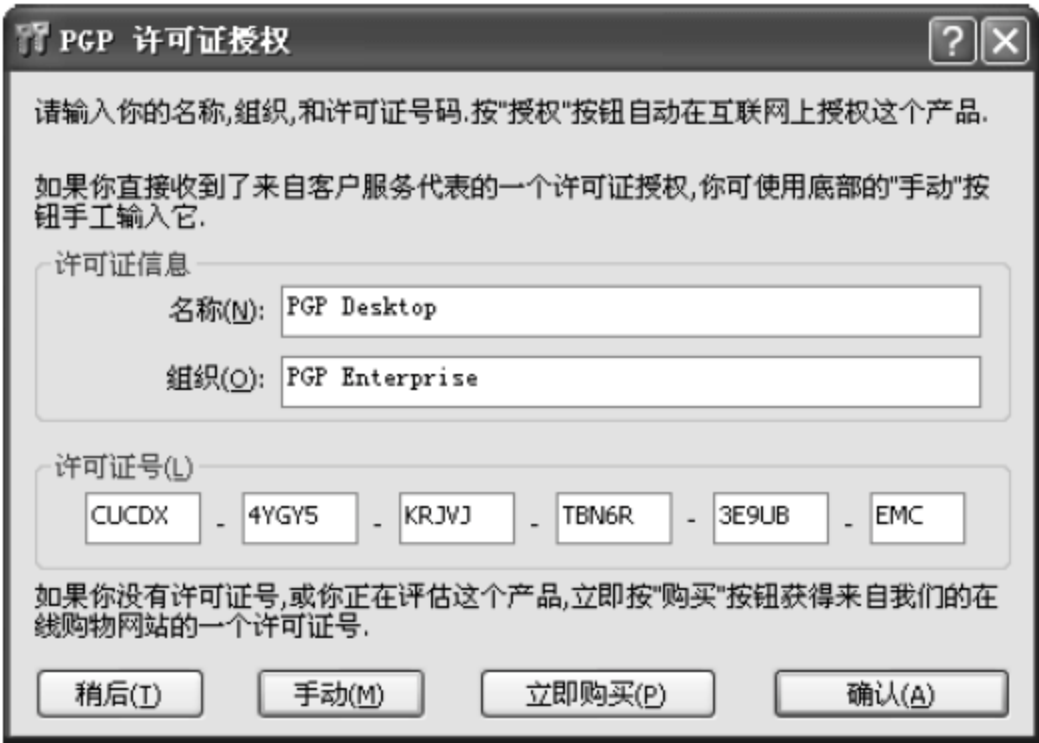 PGP 许可证授权
请输入你的名称,组织,和许可证号码.按"授权"按钮自动在互联网上授权这个产品.
如果你直接收到了来自客户服务代表的一个许可证授权,你可使用底部的"手动"按
钮手工输入它.
许可证信息
名称(N): PGP Desktop
组织(O): PGP Enterprise
许可证号(L)
CUCDX - 4YGY5 - KRJVJ - TBN6R - 3E9UB - EMC
如果你没有许可证号,或你正在评估这个产品,立即按"购买"按钮获得来自我们的在
线购物网站的一个许可证号.
稍后(T) 手动(M) 立即购买(P) 确认(A)